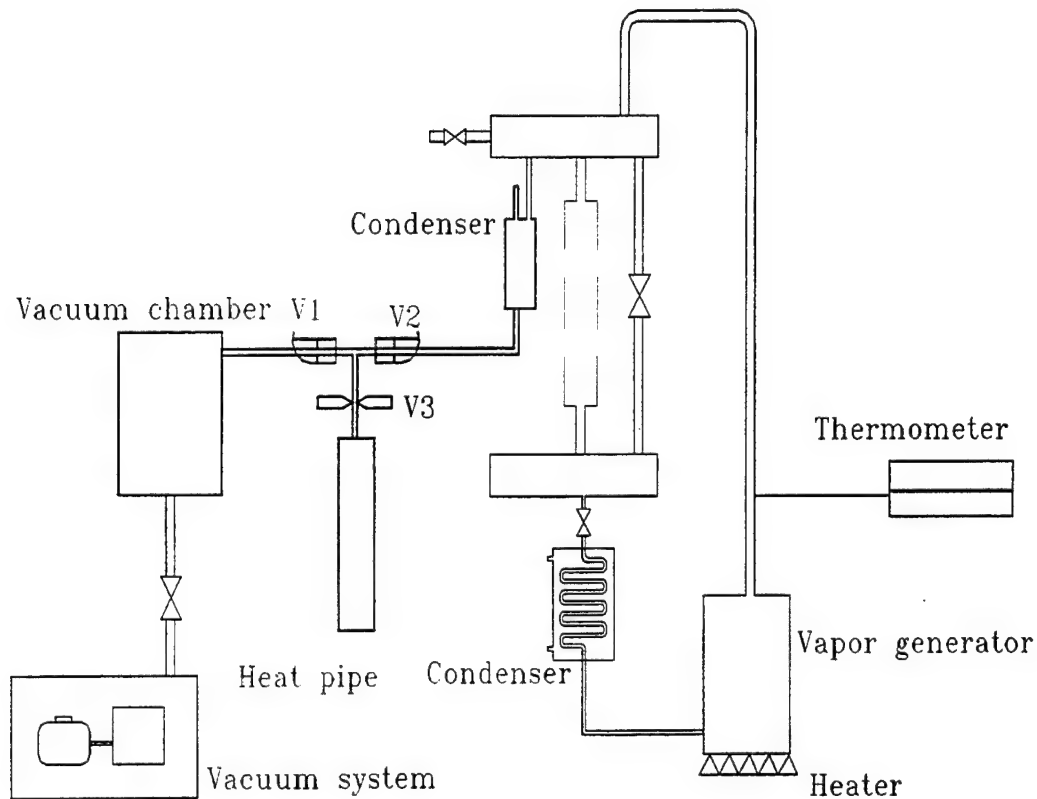 Condenser
Vacuum chamber
V1
V2
V3
Thermometer
Heat pipe
Condenser
Vapor generator
Vacuum system
Heater